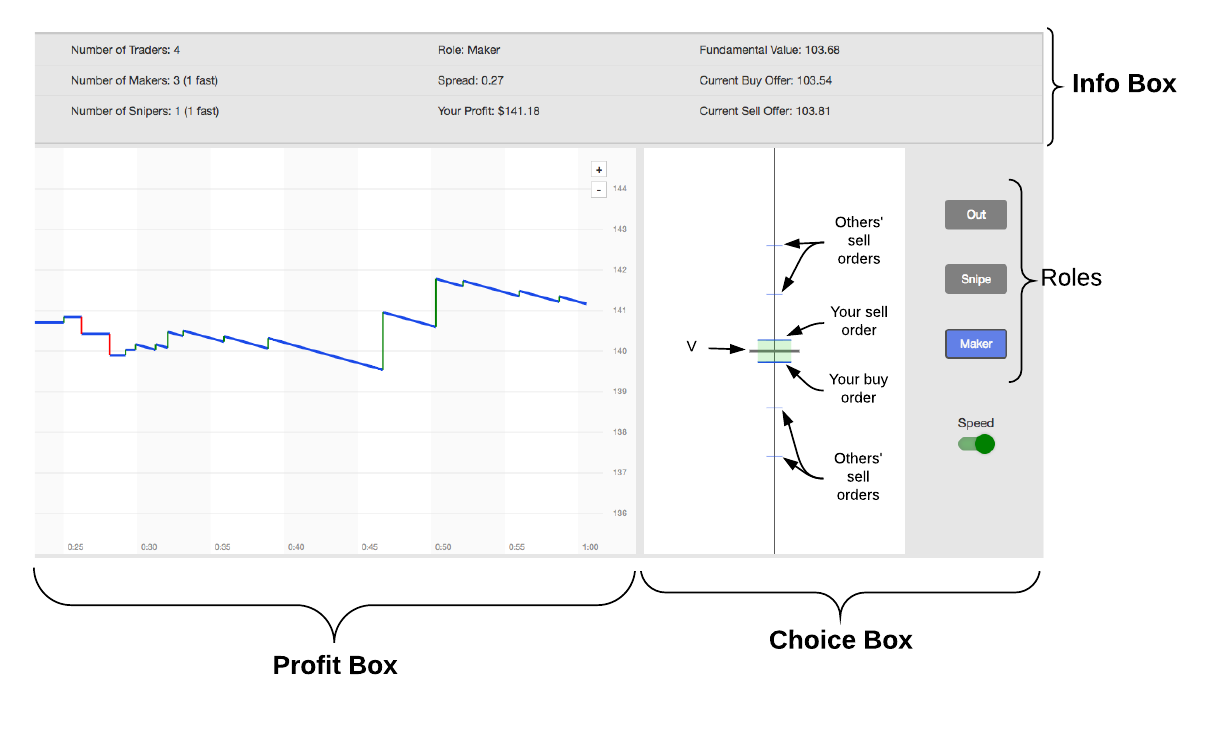 Number of Traders: 4
Role: Maker
Fundamental Value: 103.68
Number of Makers: 3 (1 fast)
Spread: 0.27
Current Buy Offer: 103.54
Number of Snipers: 1 (1 fast)
Your Profit: $141.18
Current Sell Offer: 103.81
Info Box
+
-
144
143
142
141
140
139
138
137
136
0:25
0:30
0:35
0:40
0:45
0:50
0:55
1:00
Others'
sell
orders
Your sell
order
V
Your buy
order
Others'
sell
orders
Out
Snipe
Maker
Roles
Speed
Profit Box
Choice Box